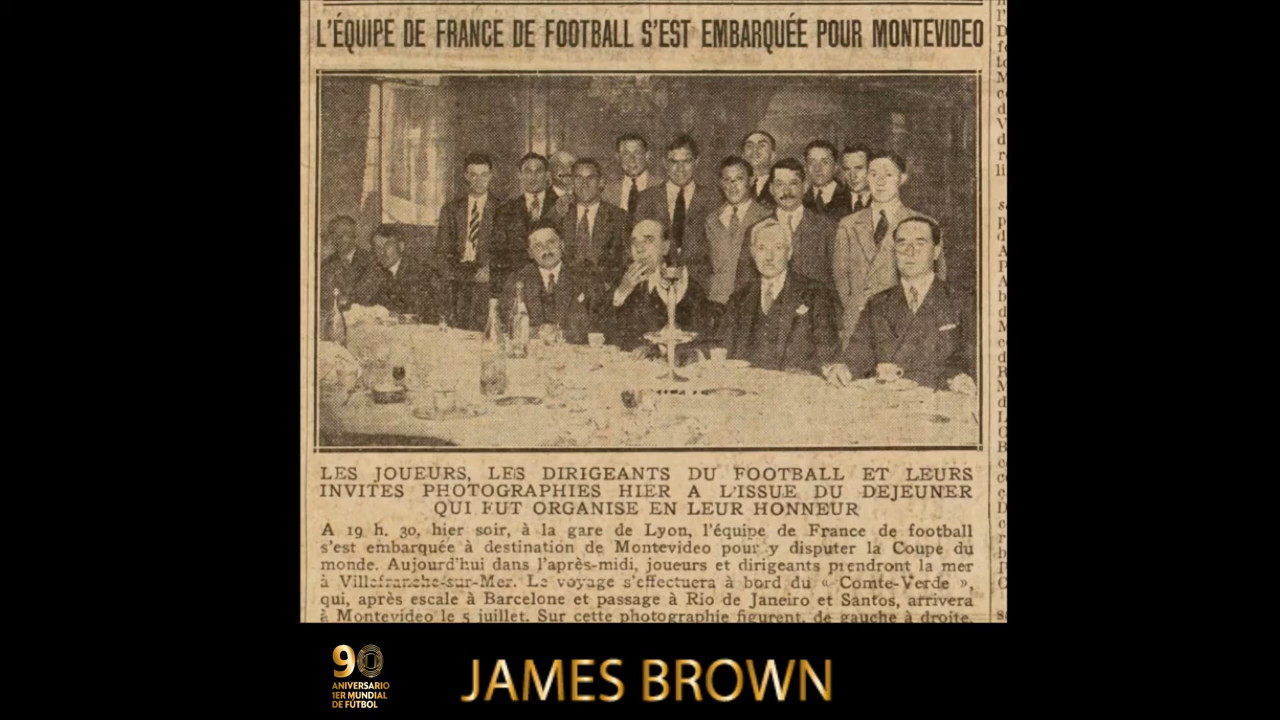 L'ÉQUIPE DE FRANCE DE FOOTBALL S'EST EMBARQUÉE POUR MONTEVIDEO
LES JOUEURS, LES DIRIGEANTS DU FOOTBALL ET LEURS
INVITES PHOTOGRAPHIES HIER A L'ISSUE DU DEJEUNER
QUI FUT ORGANISE EN LEUR HONNEUR
A 19 h. 30, hier soir, à la gare de Lyon, l'équipe de France de football
s'est embarquée à destination de Montevideo pour y disputer la Coupe du
monde. Aujourd'hui dans l'après-midi, joueurs et dirigeants prendront la mer
à Villefranche-sur-Mer. Le voyage s'effectuera à bord du « Comte-Verde »,
qui, après escale à Barcelone et passage à Rio de Janeiro et Santos, arrivera
à Montevideo le 5 juillet. Sur cette photographie figurent, de gauche à droite,
90
ANIVERSARIO
1ER MUNDIAL
DE FÚTBOL
JAMES BROWN